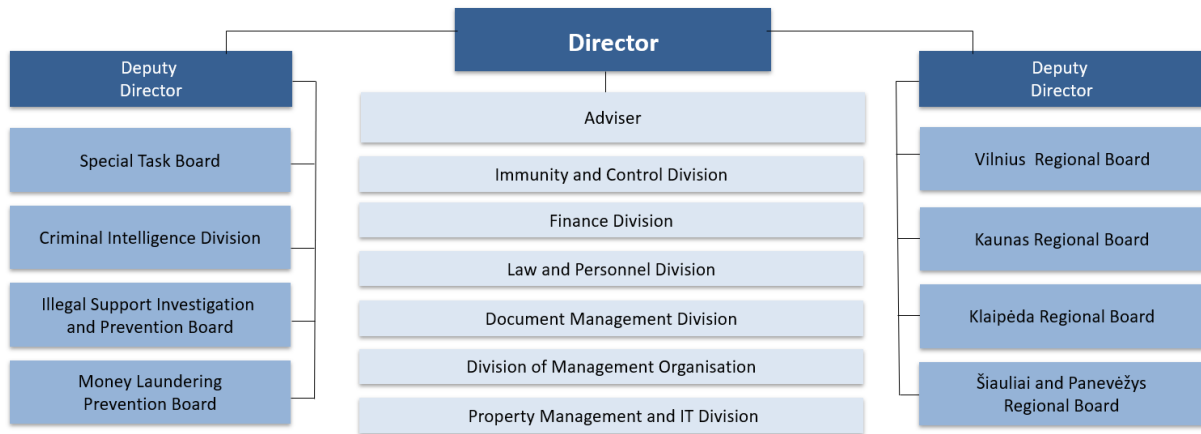 Director
Deputy
Director
Special Task Board
Criminal Intelligence Division
Illegal Support Investigation
and Prevention Board
Money Laundering
Prevention Board
Adviser
Immunity and Control Division
Finance Division
Law and Personnel Division
Document Management Division
Division of Management Organisation
Property Management and IT Division
Deputy
Director
Vilnius Regional Board
Kaunas Regional Board
Klaipėda Regional Board
Šiauliai and Panevėžys
Regional Board